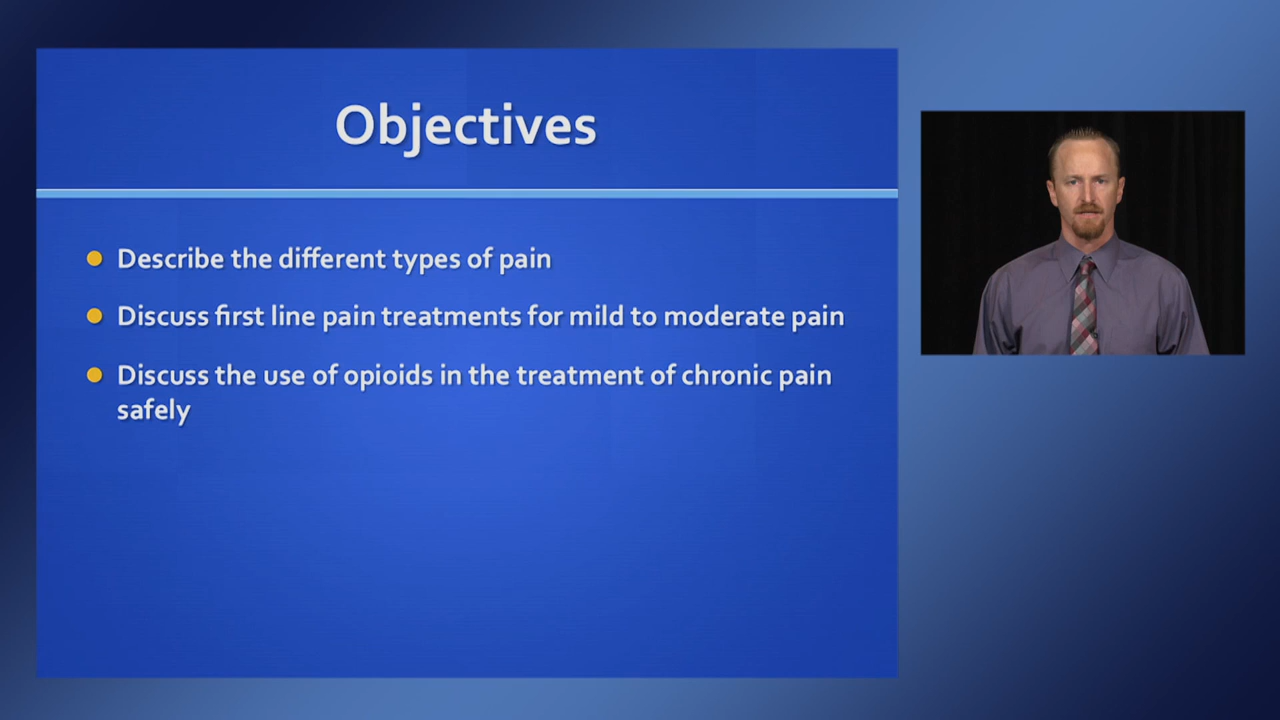 Objectives
Describe the different types of pain
Discuss first line pain treatments for mild to moderate pain
Discuss the use of opioids in the treatment of chronic pain
safely